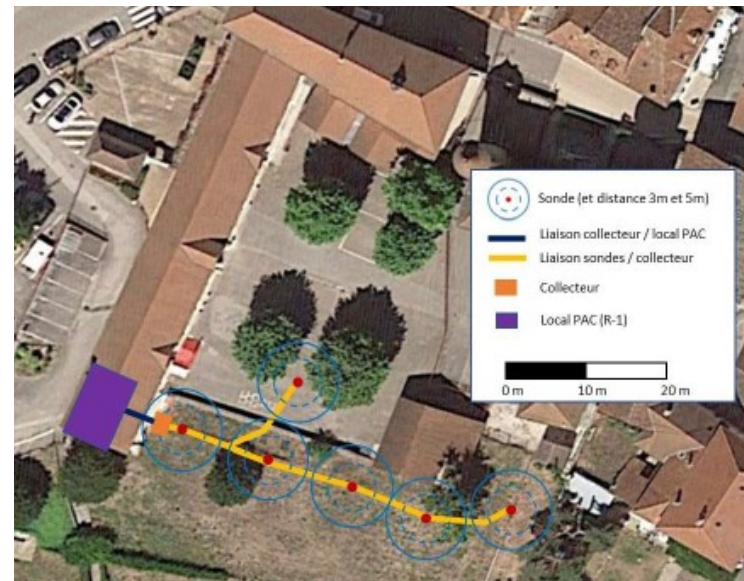 Sonde (et distance 3m et 5m)
Liaison collecteur / local PAC
Liaison sondes / collecteur
Collecteur
Local PAC (R-1)
0 m 10 m 20 m